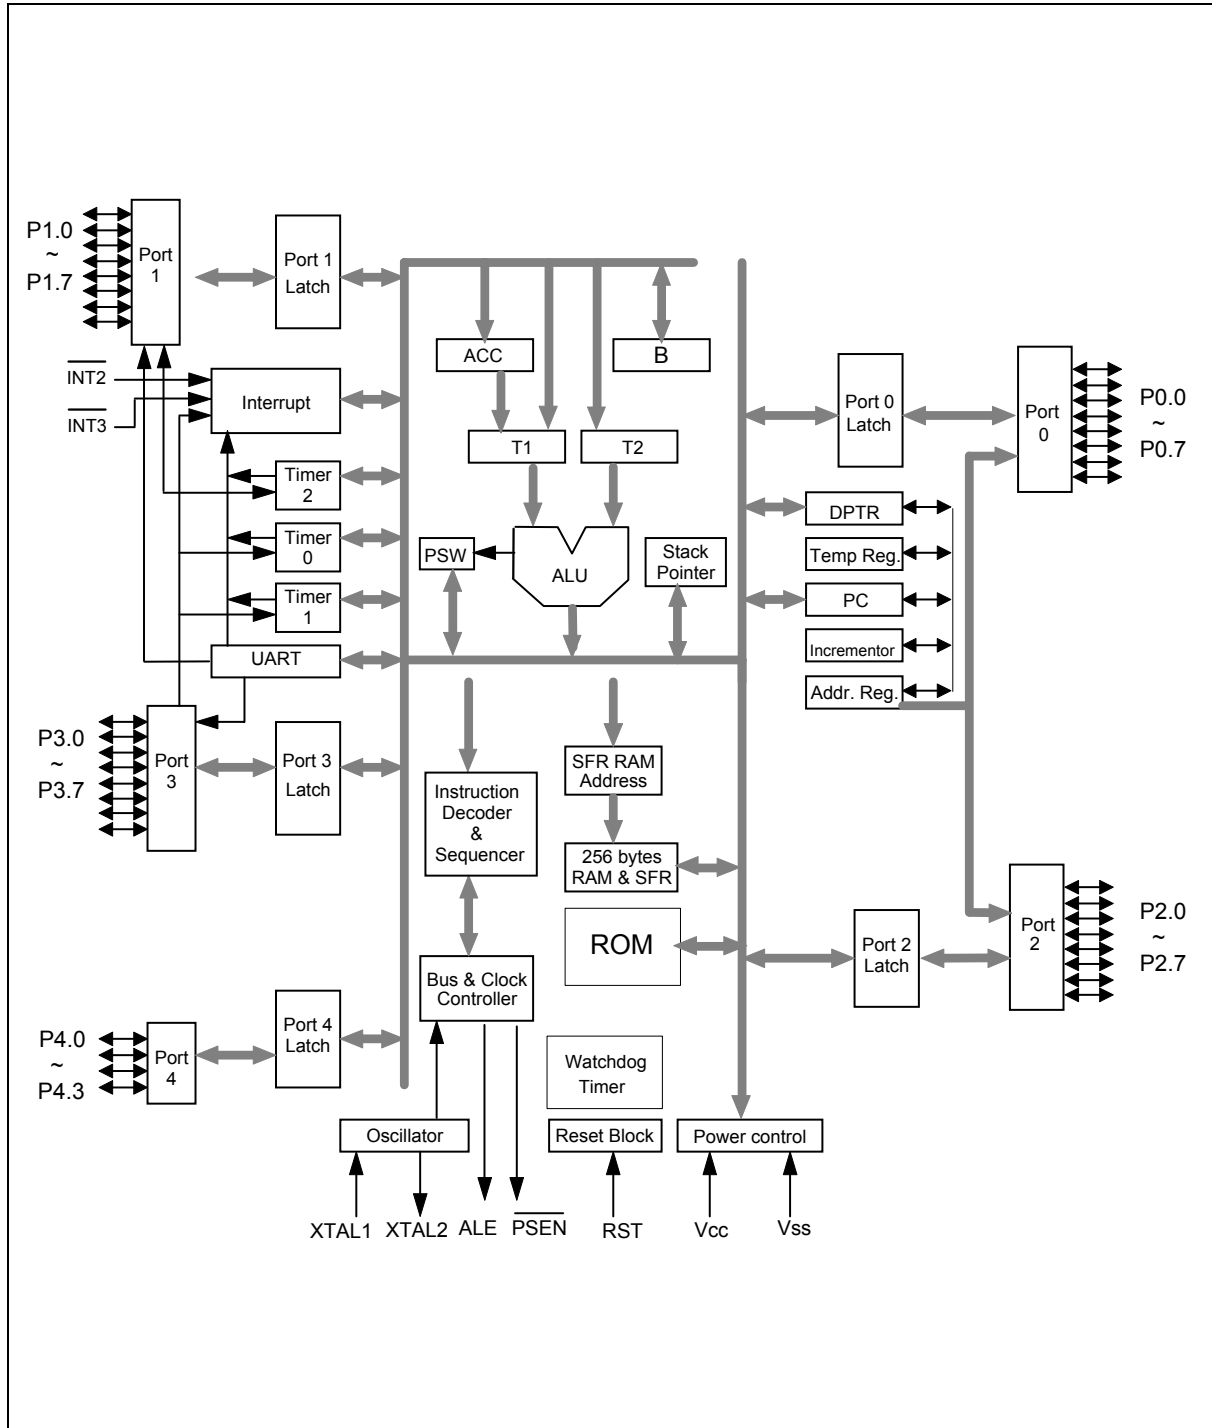 P1.0
~
P1.7
Port
1
Port 1
Latch
INT2
INT3
Interrupt
Timer
2
Timer
0
Timer
1
UART
P3.0
~
P3.7
Port
3
Port 3
Latch
P4.0
~
P4.3
Port
4
Port 4
Latch
ACC
B
T1
T2
PSW
ALU
Stack
Pointer
Instruction
Decoder
&
Sequencer
SFR RAM
Address
256 bytes
RAM & SFR
ROM
Bus & Clock
Controller
Watchdog
Timer
Oscillator
Reset Block
Power control
XTAL1
XTAL2
ALE
PSEN
RST
Vcc
Vss
Port 0
Latch
Port
0
P0.0
~
P0.7
DPTR
Temp Reg.
PC
Incrementor
Addr. Reg.
Port 2
Latch
Port
2
P2.0
~
P2.7